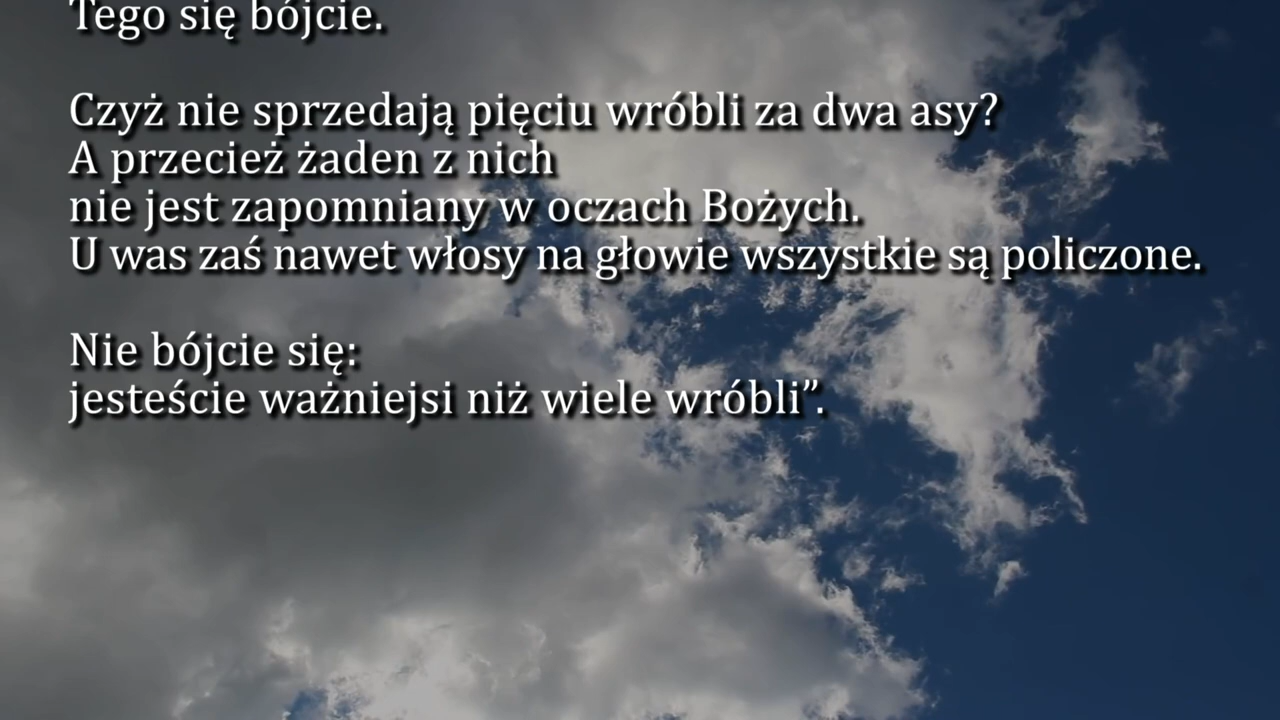 Tego się bójcie.
Czyż nie sprzedają pięciu wróbli za dwa asy?
A przecież żaden z nich
nie jest zapomniany w oczach Bożych.
U was zaś nawet włosy na głowie wszystkie są policzone.
Nie bójcie się:
jesteście ważniejsi niż wiele wróbli”.